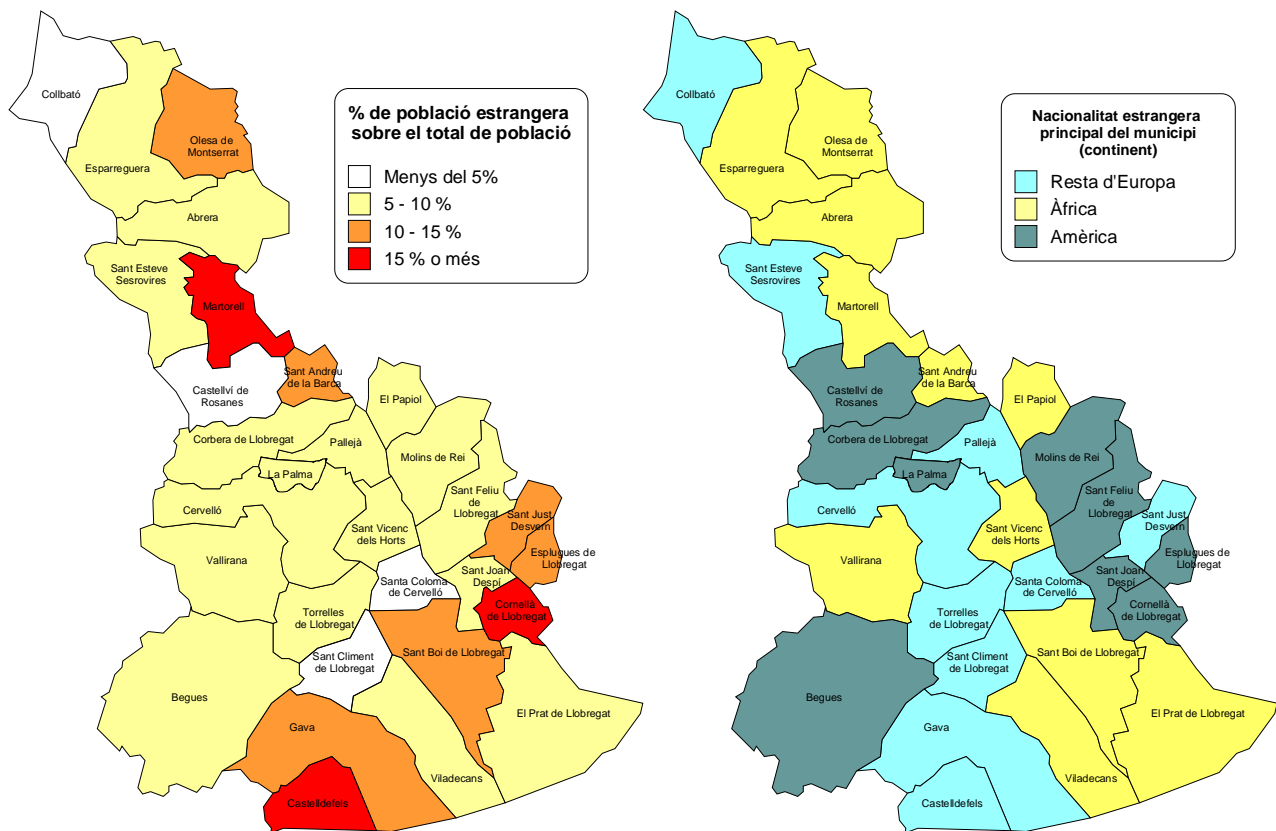 Collbató
Olesa de
Montserrat
Esparreguera
Abrera
Sant Esteve
Sesrovires
Martorell
Castellví de
Rosanes
Sant Andreu
de la Barca
El Papiol
Corbera de Llobregat
Pallejà
La Palma
Molins de Rei
Sant Feliu
de Llobregat
Cervelló
Sant Vicenc
dels Horts
Sant Just
Desvern
Esplugues de
Llobregat
Vallirana
Santa Coloma
de Cervelló
Sant Joan
Despí
Cornellà
de Llobregat
Torrelles
de Llobregat
Sant Climent
de Llobregat
Sant Boi de Llobregat
Begues
El Prat de Llobregat
Gava
Viladecans
Castelldefels
% de població estrangera
sobre el total de població
Menys del 5%
5 - 10 %
10 - 15 %
15 % o més
Collbató
Olesa de
Montserrat
Esparreguera
Abrera
Sant Esteve
Sesrovires
Martorell
Castellví de
Rosanes
Sant Andreu
de la Barca
El Papiol
Corbera de Llobregat
Pallejà
La Palma
Molins de Rei
Sant Feliu
de Llobregat
Cervelló
Sant Vicenc
dels Horts
Sant Just
Desvern
Esplugues de
Llobregat
Vallirana
Santa Coloma
de Cervelló
Sant Joan
Despí
Cornellà
de Llobregat
Torrelles
de Llobregat
Sant Climent
de Llobregat
Sant Boi de Llobregat
Begues
El Prat de Llobregat
Gava
Viladecans
Castelldefels
Nacionalitat estrangera
principal del municipi
(continent)
Resta d'Europa
Àfrica
Amèrica